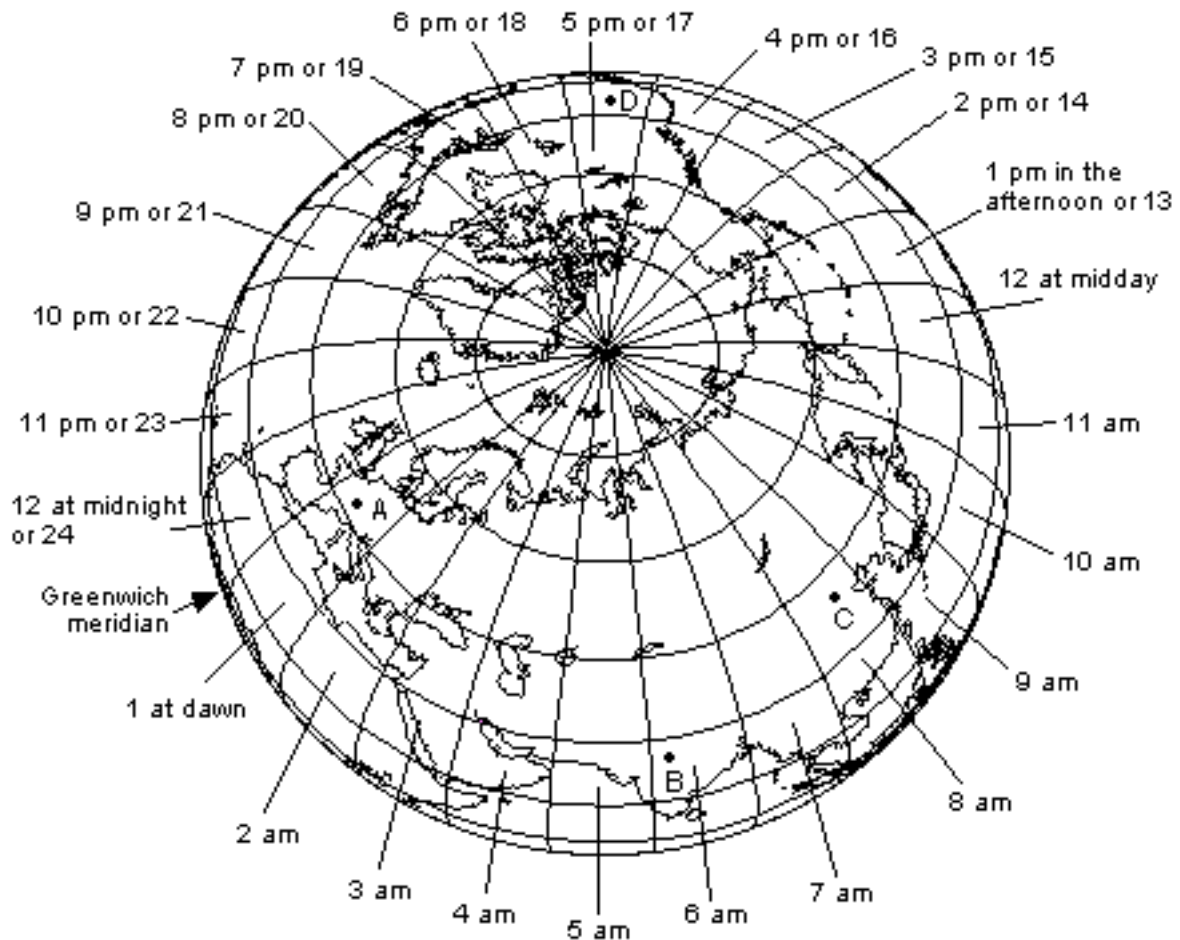 6 pm or 18
5 pm or 17
4 pm or 16
7 pm or 19
3 pm or 15
8 pm or 20
2 pm or 14
D
1 pm in the
afternoon or 13
9 pm or 21
12 at midday
10 pm or 22
11 pm or 23
11 am
12 at midnight
or 24
A
10 am
Greenwich
meridian
C
9 am
1 at dawn
B
8 am
2 am
7 am
3 am
4 am
5 am
6 am